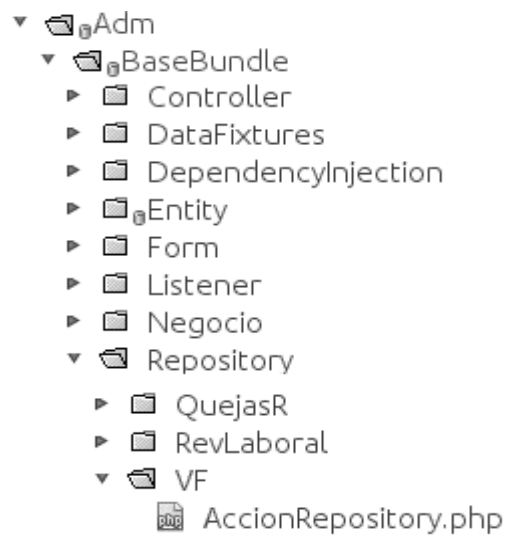 Adm
BaseBundle
Controller
DataFixtures
DependencyInjection
Entity
Form
Listener
Negocio
Repository
QuejasR
RevLaboral
VF
AccionRepository.php